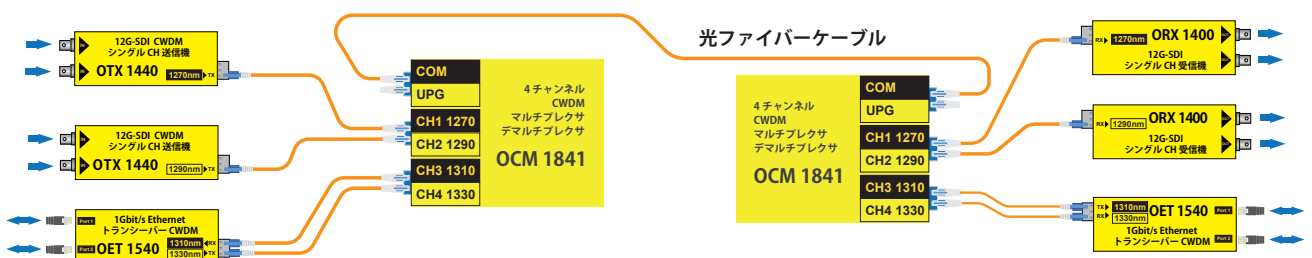 12G-SDI CWDM
シングル CH 送信機
IN
IN
OTX 1440
1270nm
TX
12G-SDI CWDM
シングル CH 送信機
IN
IN
OTX 1440
1290nm
TX
1Gbit/s Ethernet
トランシーバー CWDM
Port 1
Port 2
OET 1540
1310nm
RX
1330nm
TX
COM
UPG
CH1 1270
CH2 1290
CH3 1310
CH4 1330
4 チャンネル
CWDM
マルチプレクサ
デマルチプレクサ
OCM 1841
光ファイバーケーブル
4 チャンネル
CWDM
マルチプレクサ
デマルチプレクサ
OCM 1841
COM
UPG
CH1 1270
CH2 1290
CH3 1310
CH4 1330
RX
1270nm
ORX 1400
12G-SDI
シングル CH 受信機
RX
1290nm
ORX 1400
12G-SDI
シングル CH 受信機
TX
1310nm
RX
1330nm
OET 1540
Port 1
1Gbit/s Ethernet
トランシーバー CWDM
Port 2